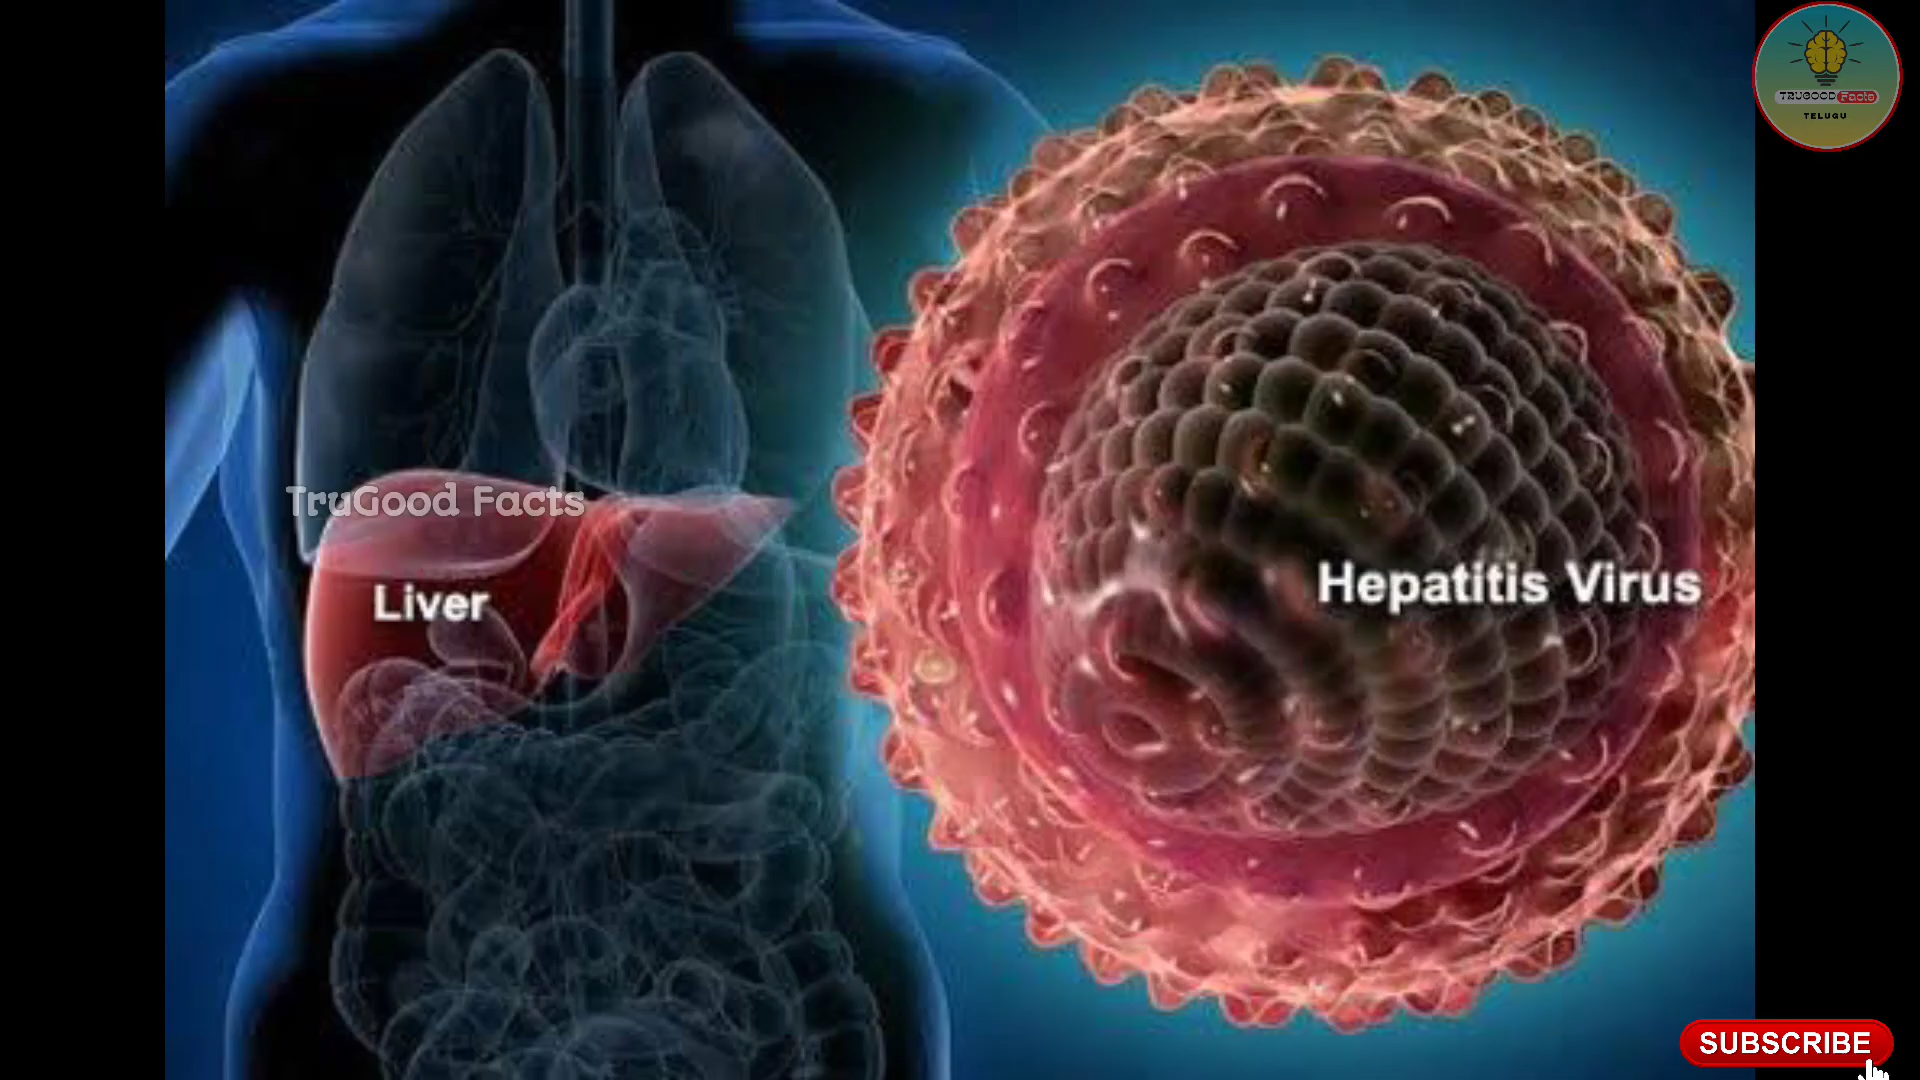 TRUGOOD Facts
TELUGU
TruGood Facts
Liver
Hepatitis Virus
SUBSCRIBE